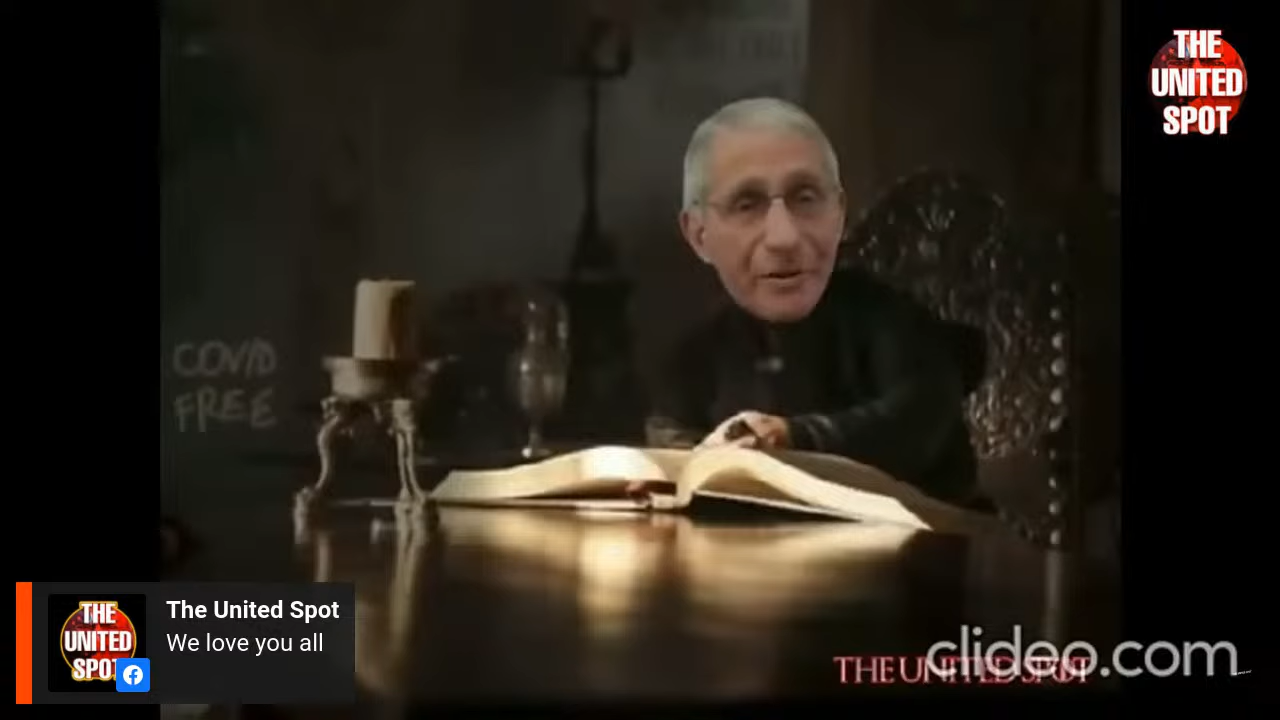 THE
UNITED
SPOT
COVID
FREE
THE
UNITED
SPOT
The United Spot
We love you all
THE UNITED SPOT
clideo.com